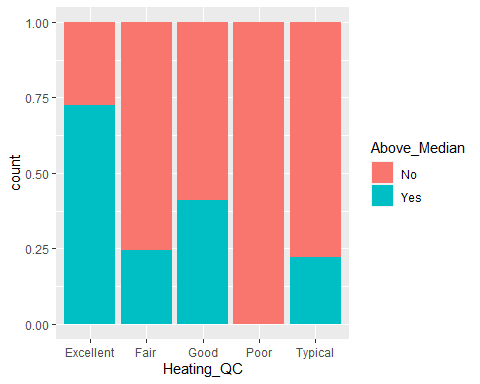 1.00
0.75
0.50
0.25
0.00
count
Excellent Fair Good Poor Typical
Heating_QC
Above_Median
No
Yes